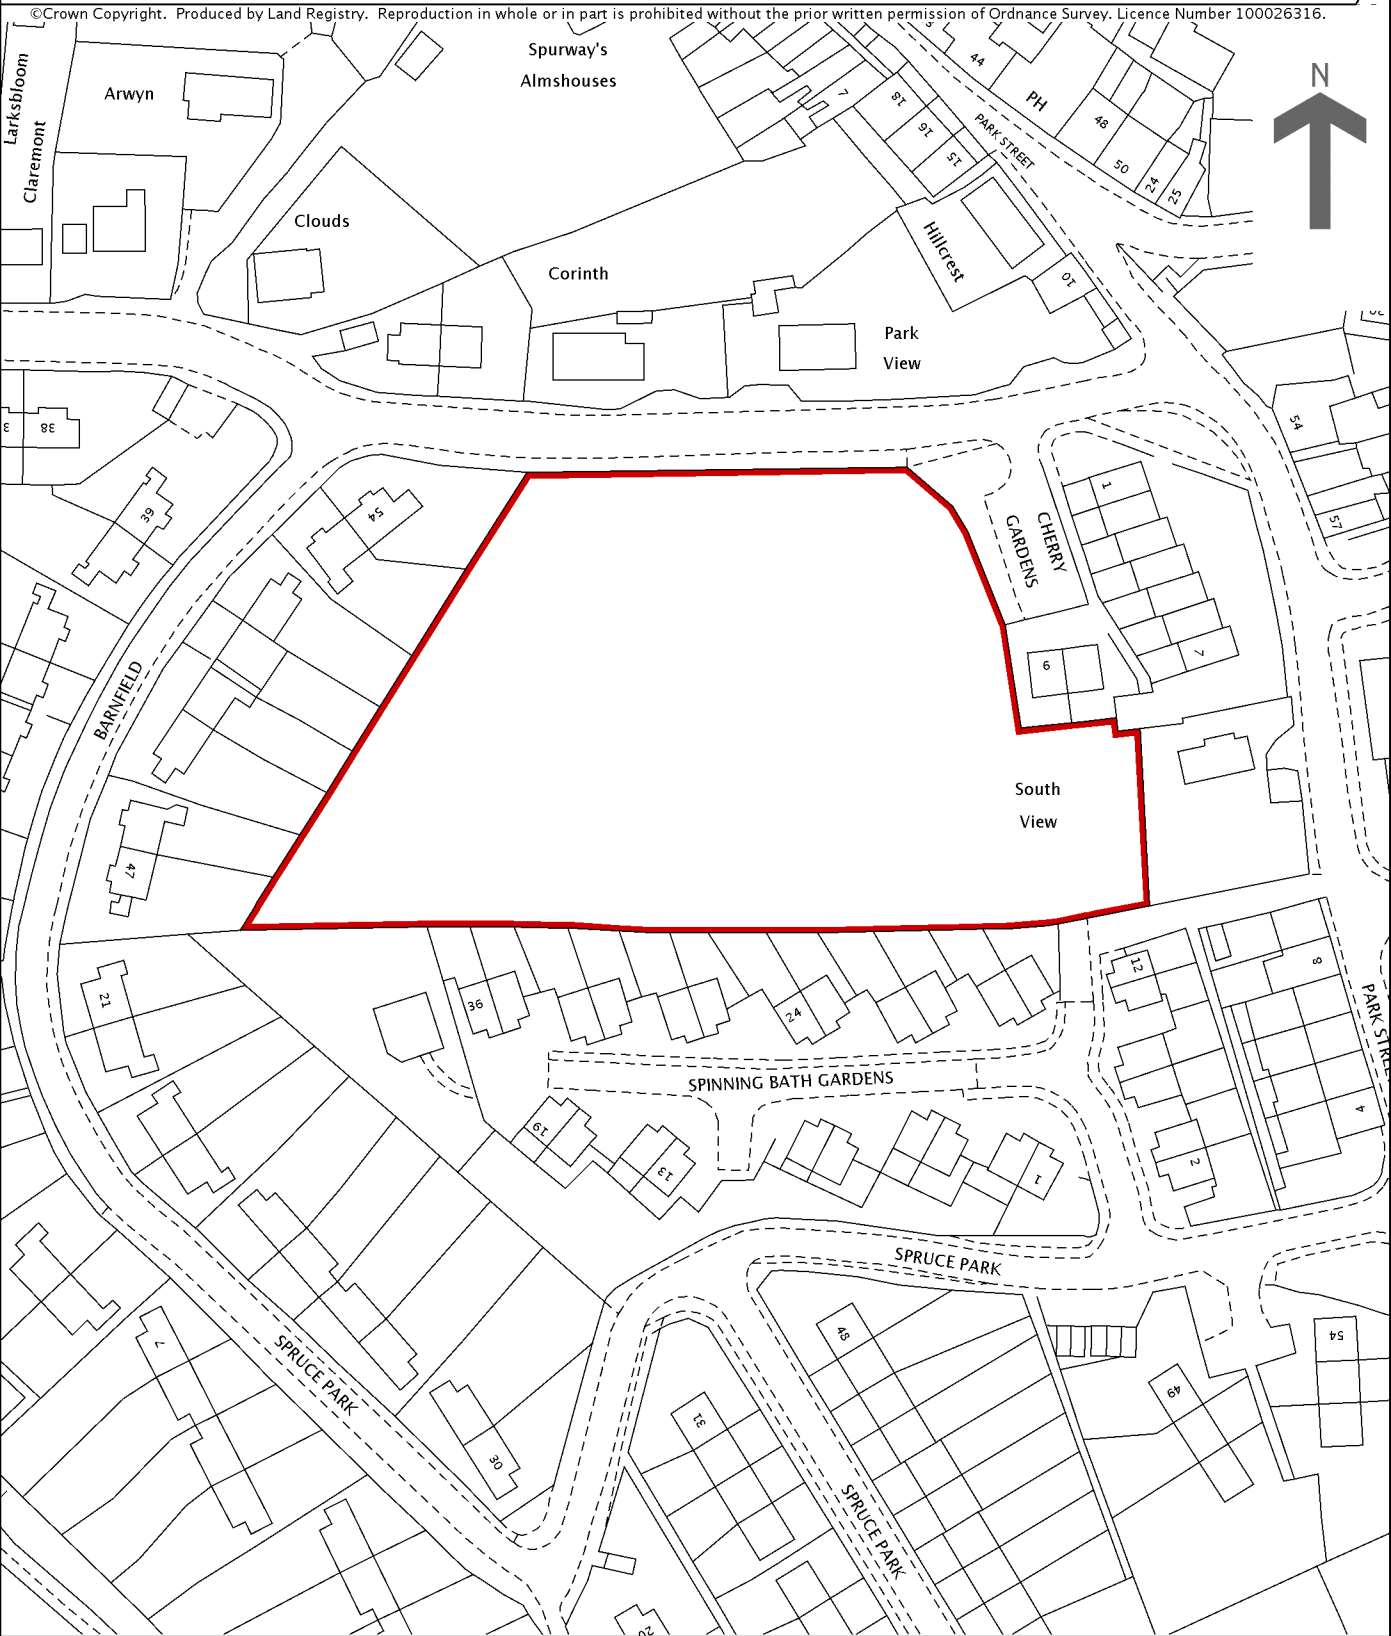 ©Crown Copyright. Produced by Land Registry. Reproduction in whole or in part is prohibited without the prior written permission of Ordnance Survey. Licence Number 100026316.
Larksbloom
Claremont
Arwyn
Spurway's
Almshouses
44
PH
N
7
18
16
15
PARK STREET
48
50
24
25
Clouds
Corinth
Hillcrest
10
Park
View
38
54
39
54
57
1
CHERRY
GARDENS
7
6
BARNFIELD
South
View
47
21
36
24
12
8
PARK STREE
SPINNING BATH GARDENS
19
13
1
2
4
SPRUCE PARK
7
SPRUCE PARK
48
54
49
31
30
SPRUCE PARK